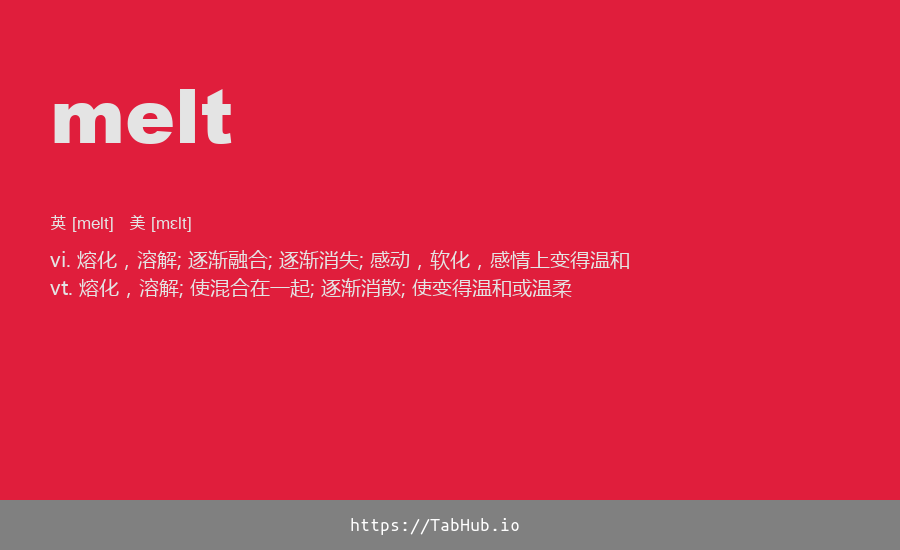 melt
英 [melt] 美 [mɛlt]
vi. 熔化，溶解; 逐渐融合; 逐渐消失; 感动，软化，感情上变得温和
vt. 熔化，溶解; 使混合在一起; 逐渐消散; 使变得温和或温柔
https://TabHub.io